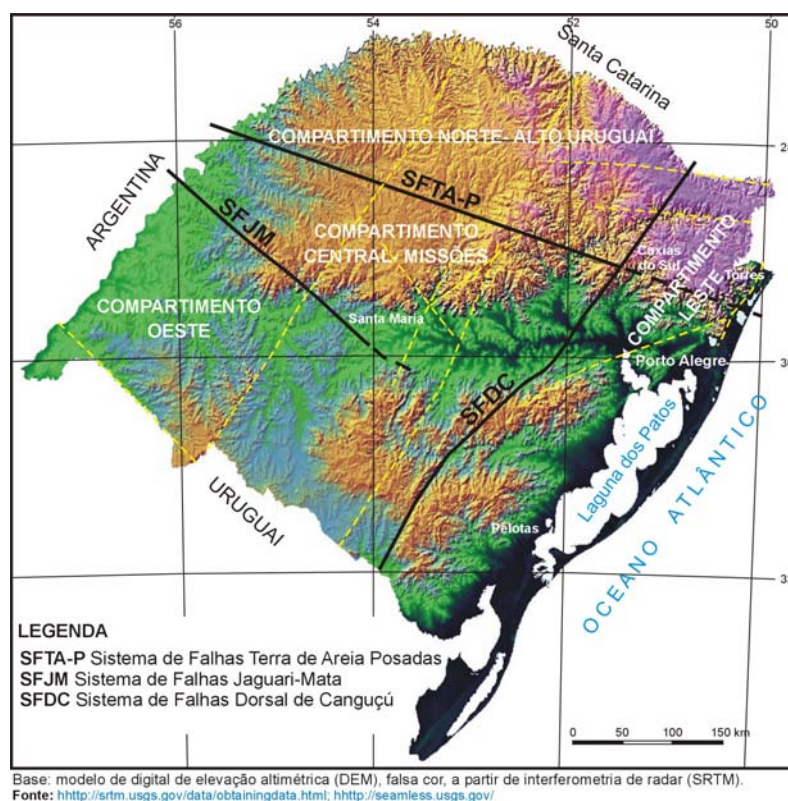 56
54
52
50
Santa Catarina
28
COMPARTIMENTO NORTE- ALTO URUGUAI
ARGENTINA
SFTA-P
SFJM
COMPARTIMENTO
CENTRAL- MISSÕES
Caxias
do Sul
Torres
COMPARTIMENTO
LESTE
COMPARTIMENTO
OESTE
Santa Maria
30
Porto Alegre
SFDC
Laguna dos Patos
OCEANO ATLÂNTICO
URUGUAI
Pelotas
32
LEGENDA
SFTA-P Sistema de Falhas Terra de Areia Posadas
SFJM Sistema de Falhas Jaguari-Mata
SFDC Sistema de Falhas Dorsal de Canguçú
0 50 100 150 km
Base: modelo de digital de elevação altimétrica (DEM), falsa cor, a partir de interferometria de radar (SRTM).
Fonte: hhttp://srtm.usgs.gov/data/obtainingdata.html; hhttp://seamless.usgs.gov/